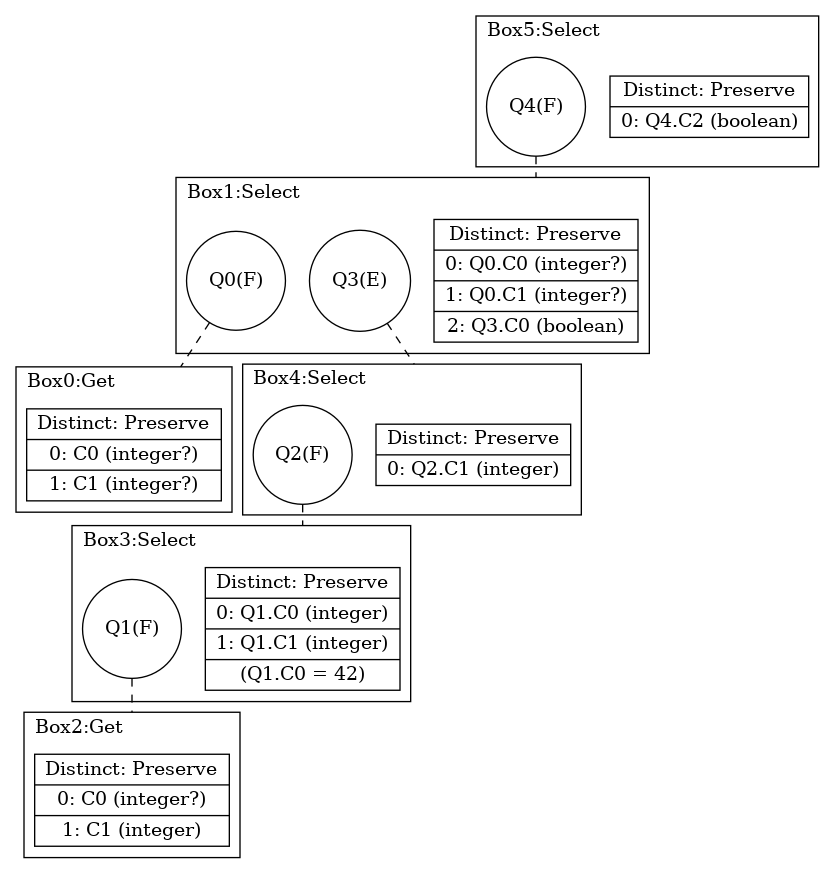 Box5:Select
Q4(F)
Distinct: Preserve
0: Q4.C2 (boolean)
Box1:Select
Q0(F)
Q3(E)
Distinct: Preserve
0: Q0.C0 (integer?)
1: Q0.C1 (integer?)
2: Q3.C0 (boolean)
Box0:Get
Distinct: Preserve
0: C0 (integer?)
1: C1 (integer?)
Box4:Select
Q2(F)
Distinct: Preserve
0: Q2.C1 (integer)
Box3:Select
Q1(F)
Distinct: Preserve
0: Q1.C0 (integer)
1: Q1.C1 (integer)
(Q1.C0 = 42)
Box2:Get
Distinct: Preserve
0: C0 (integer?)
1: C1 (integer)